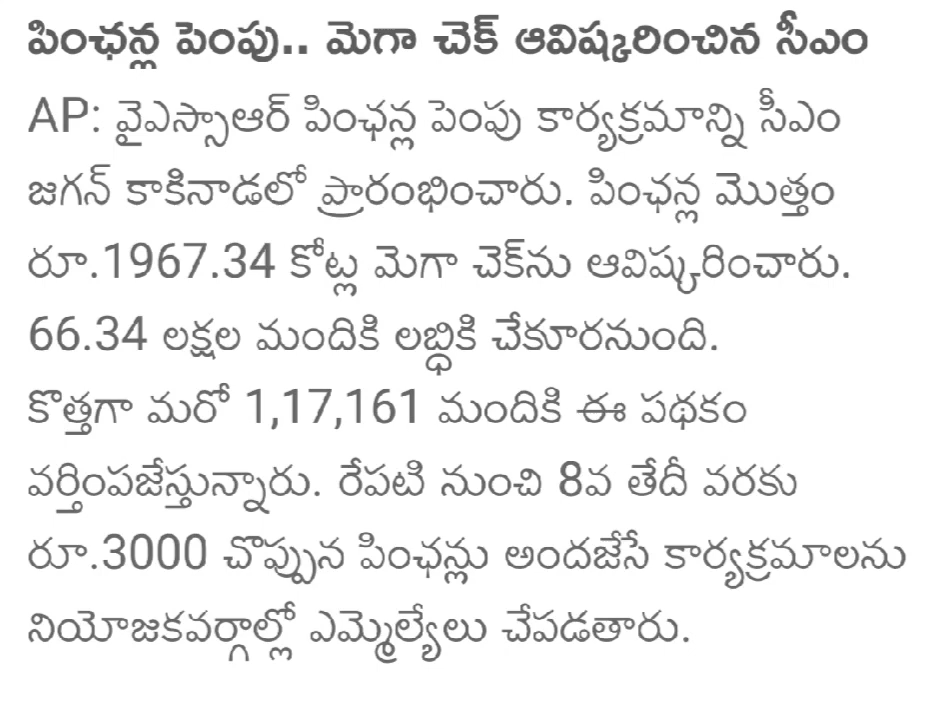 పింఛన్ల పెంపు.. మెగా చెక్ ఆవిష్కరించిన సీఎం
AP: వైఎస్సాఆర్ పింఛన్ల పెంపు కార్యక్రమాన్ని సీఎం
జగన్ కాకినాడలో ప్రారంభించారు. పింఛన్ల మొత్తం
రూ.1967.34 కోట్ల మెగా చెక్‌ను ఆవిష్కృరించారు.
66.34 లక్షల మందికి లబ్ధికి చేకూరనుంది.
కొత్తగా మరో 1,17,161 మందికి ఈ పథకం
వర్తింపజేస్తున్నారు. రేపటి నుంచి 8వ తేదీ వరకు
రూ.3000 చొప్పున పింఛన్లు అందజేసే కార్యక్రమాలను
నియోజకవర్గాల్లో ఎమ్మెల్యేలు చేపడతారు.